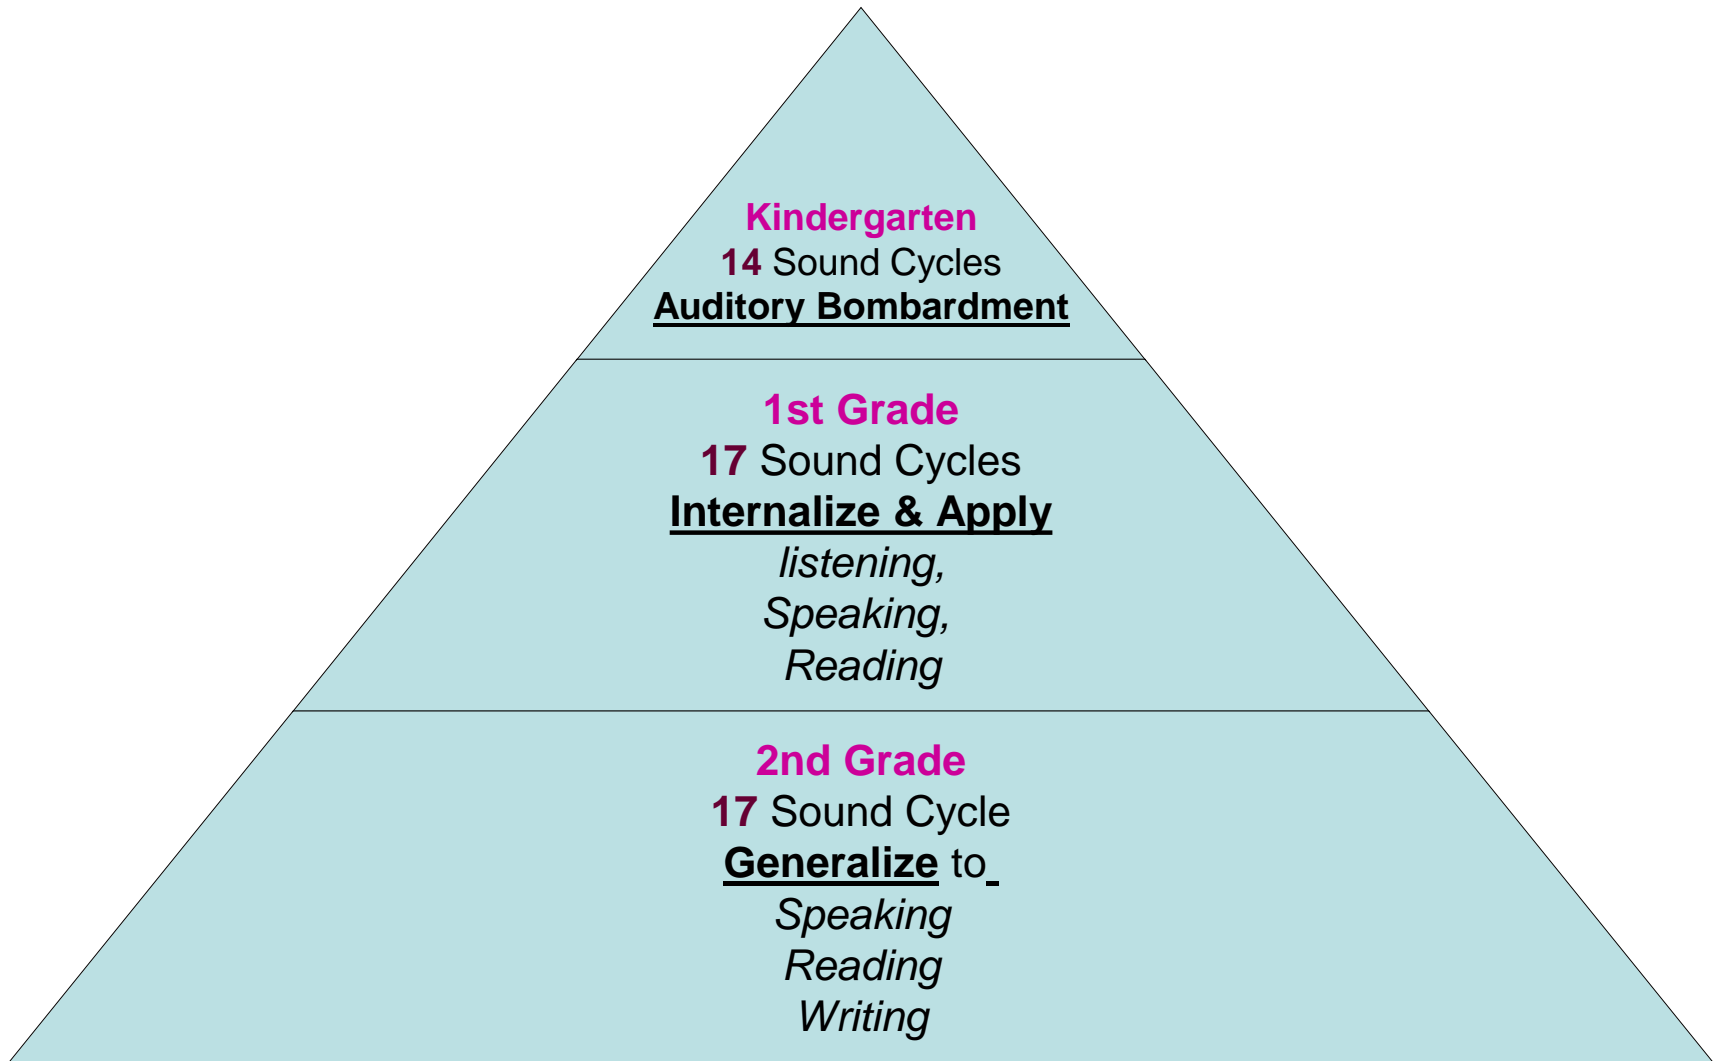 Kindergarten
14 Sound Cycles
Auditory Bombardment
1st Grade
17 Sound Cycles
Internalize & Apply
listening,
Speaking,
Reading
2nd Grade
17 Sound Cycle
Generalize to
Speaking
Reading
Writing